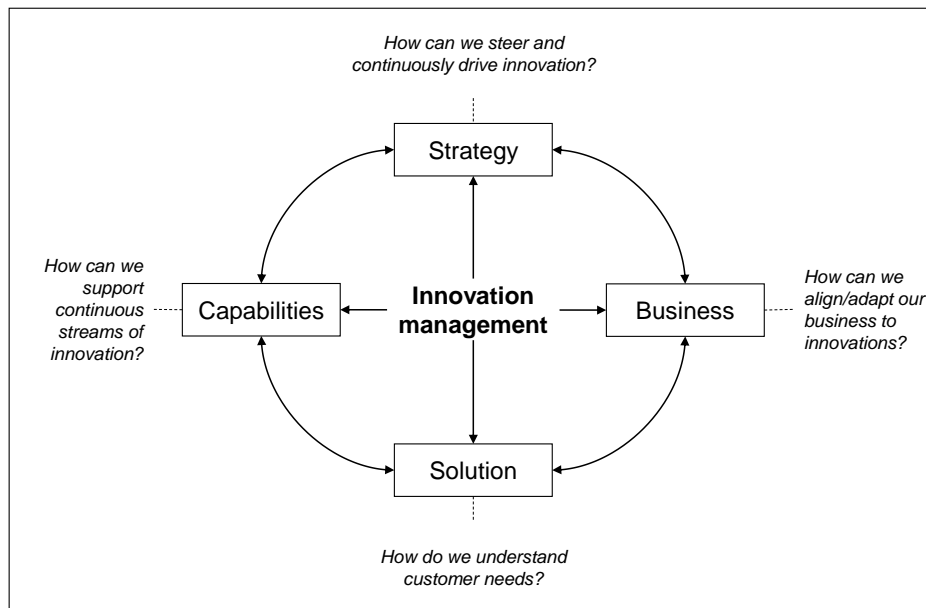 How can we steer and
continuously drive innovation?
Strategy
How can we
support
continuous
streams of
innovation?
Capabilities
Innovation
management
Business
How can we
align/adapt our
business to
innovations?
Solution
How do we understand
customer needs?